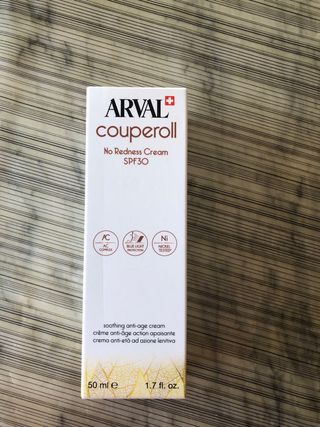 ARVAL
couperoll
No Redness Cream
SPF30
AC
AC
COMPLEX
BLUE LIGHT
PROTECTION
Ni
NICKEL
TESTED
soothing anti-age cream
crème anti-âge action apaisante
crema anti-età ad azione lenitiva
50 ml e 1.7 fl. oz.